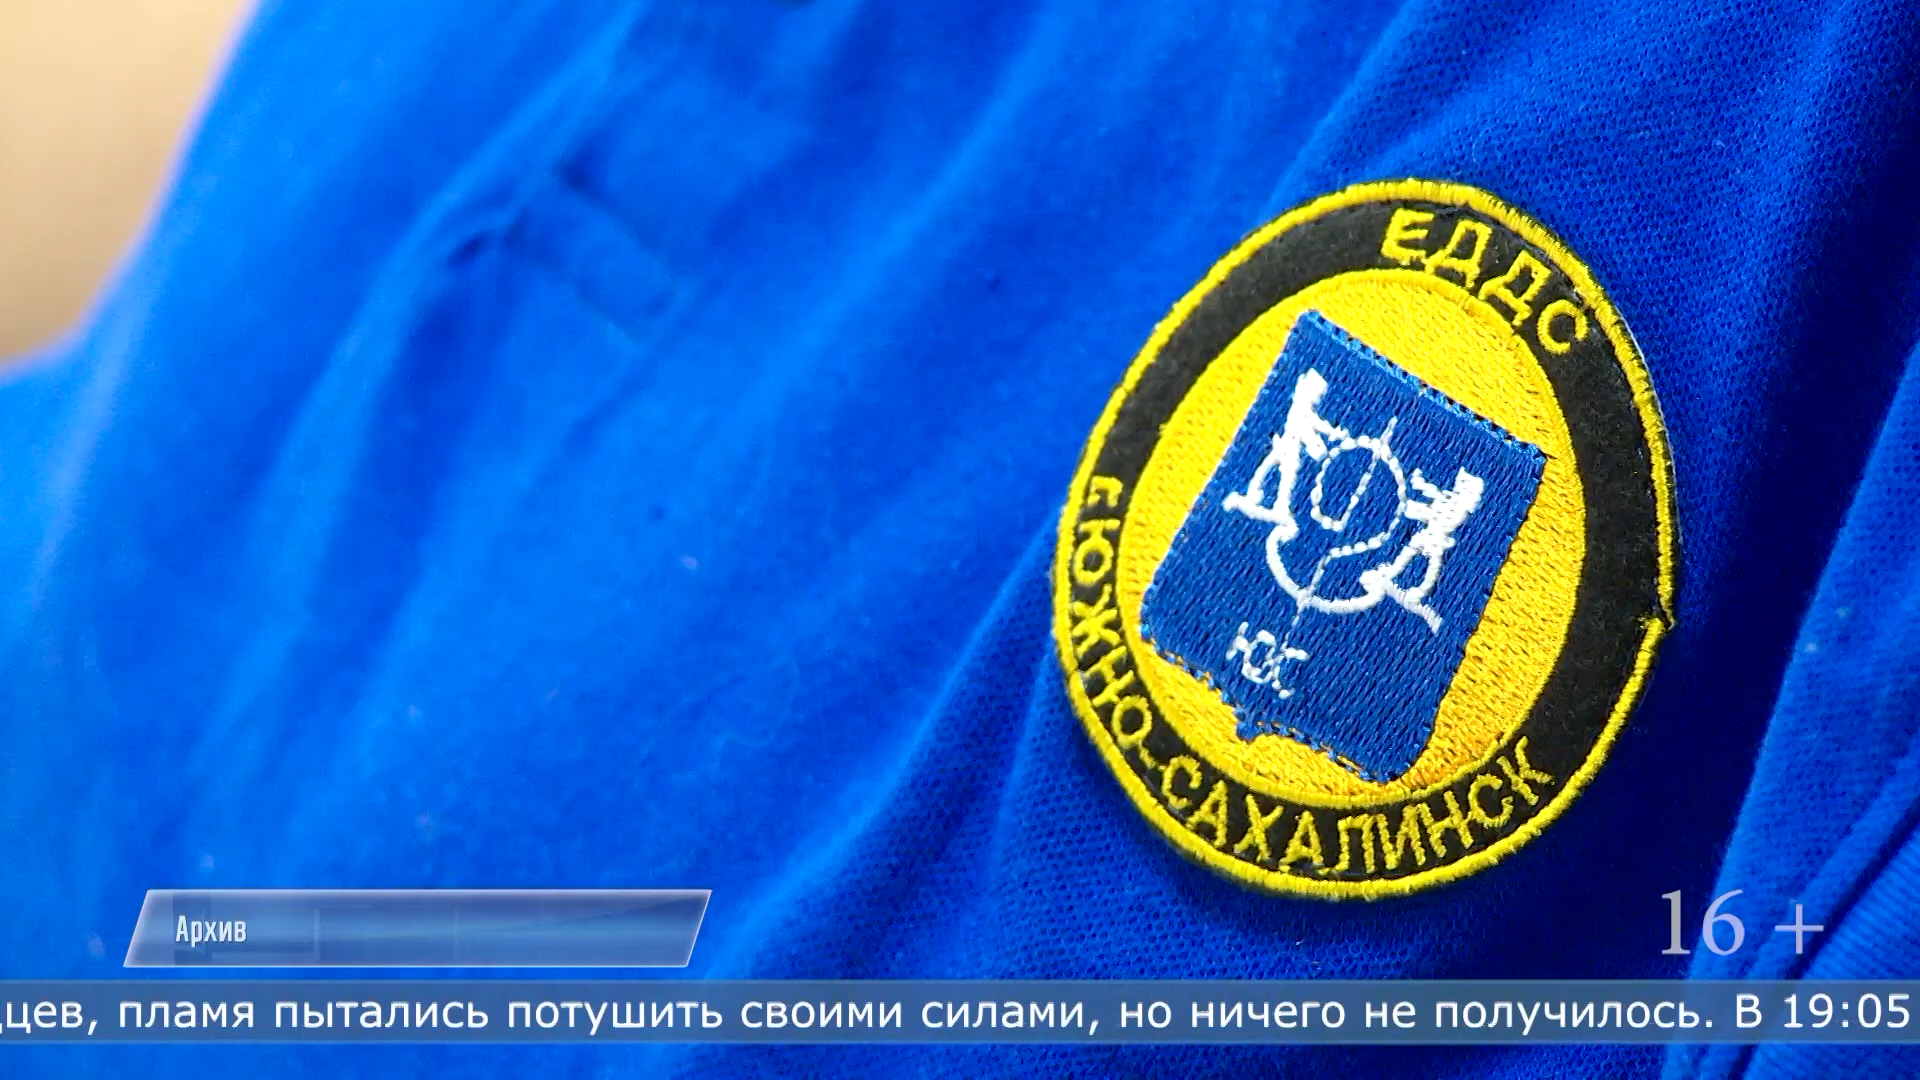 ЕДДС
Г.ЮЖНО-САХАЛИНСК
ЮС
Архив
16 +
цев, пламя пытались потушить своими силами, но ничего не получилось. В 19:05